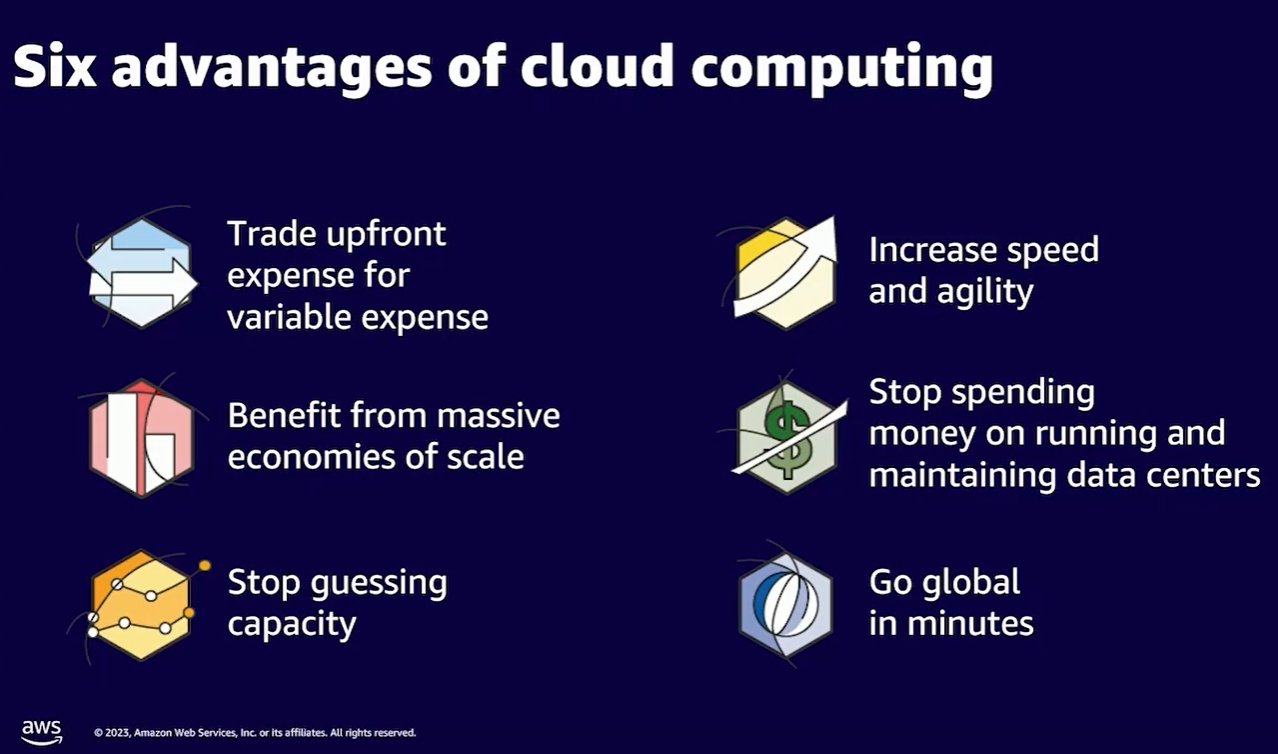 Six advantages of cloud computing
Trade upfront
expense for
variable expense
Benefit from massive
economies of scale
Stop guessing
capacity
Increase speed
and agility
Stop spending
money on running and
maintaining data centers
Go global
in minutes
aws
© 2023, Amazon Web Services, Inc. or its affiliates. All rights reserved.